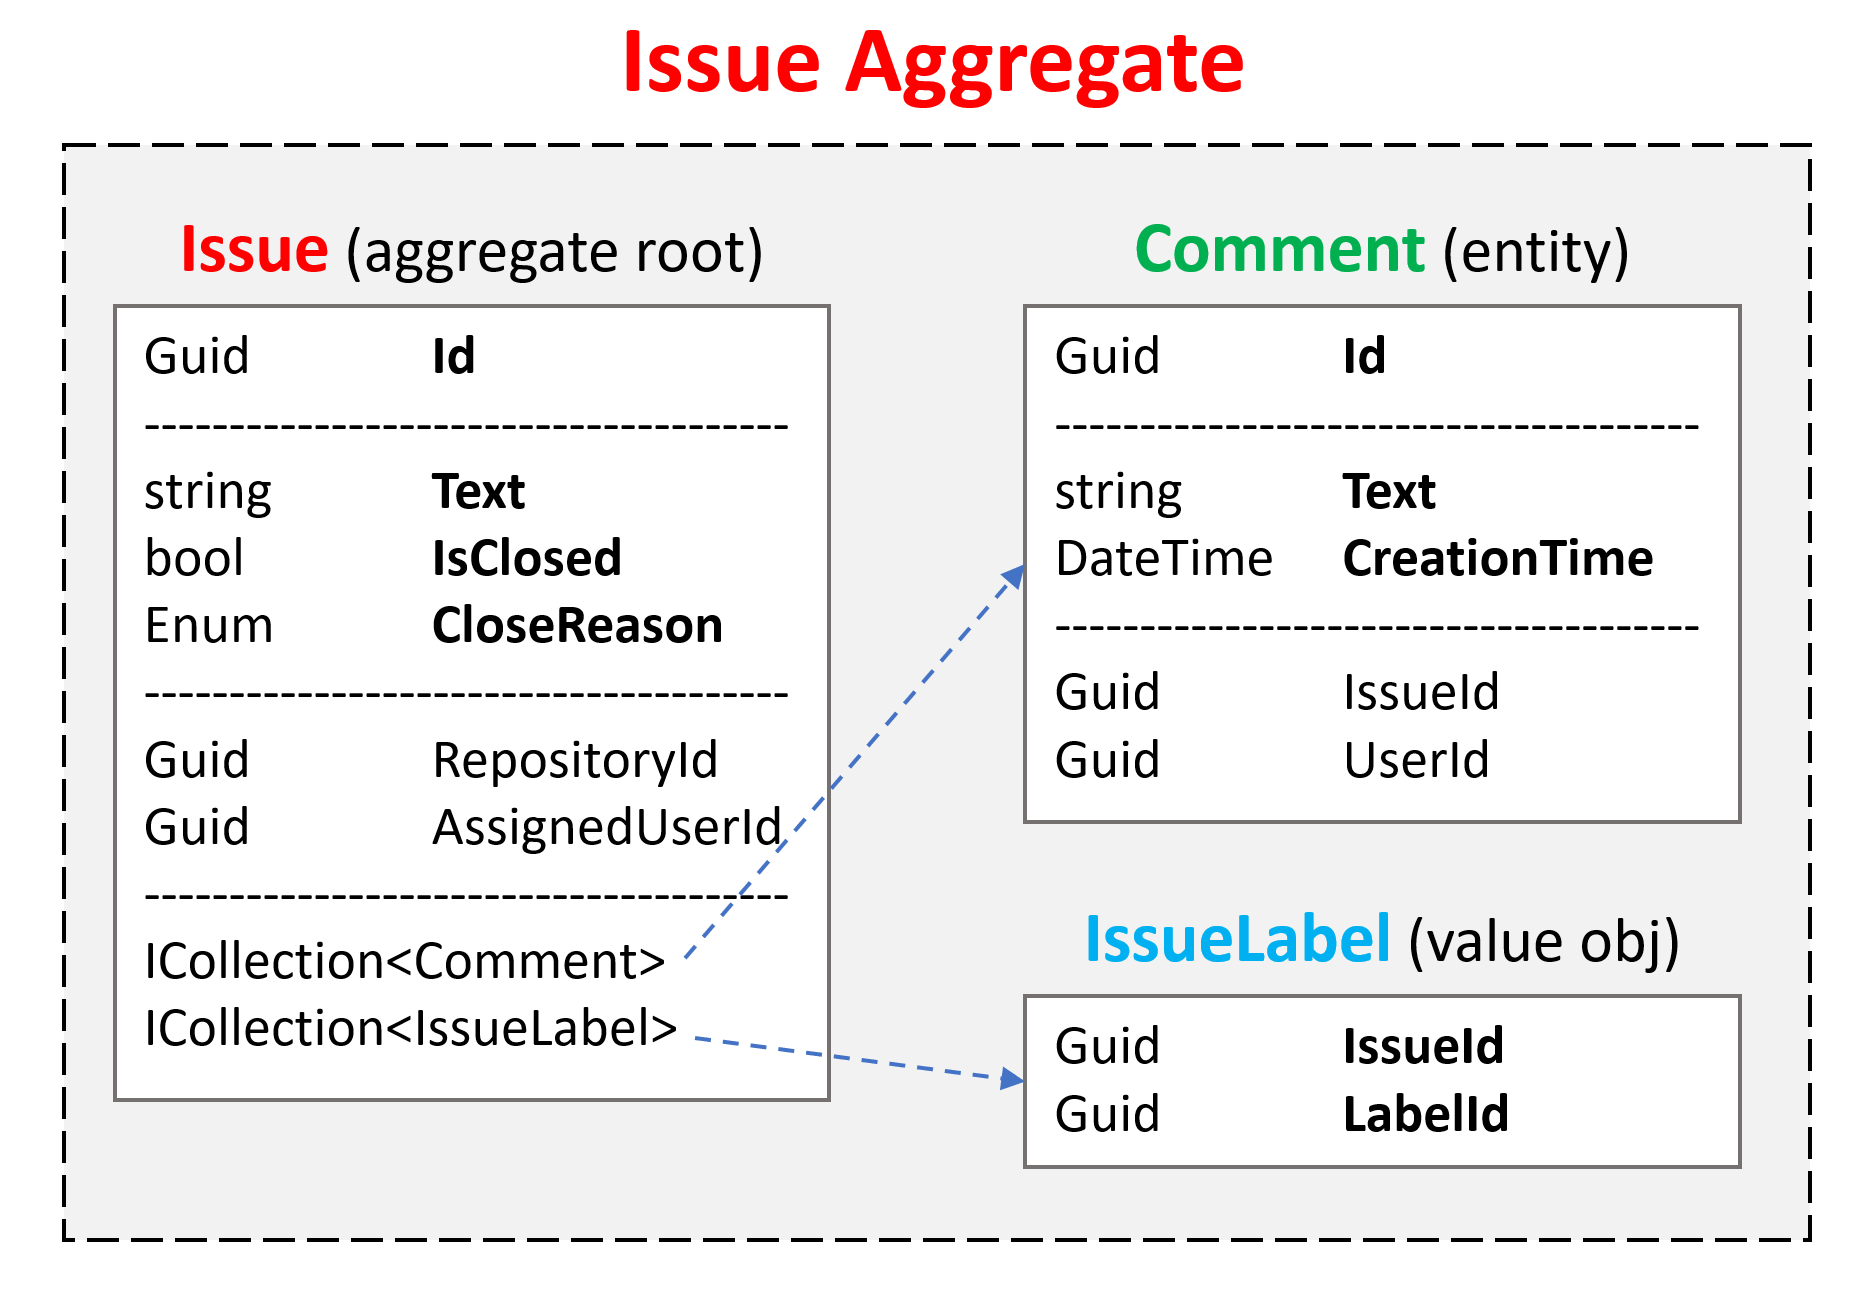 Issue Aggregate
Issue (aggregate root)
Guid Id
--------------------------------------
string Text
bool IsClosed
Enum CloseReason
--------------------------------------
Guid RepositoryId
Guid AssignedUserId
--------------------------------------
ICollection<Comment>
ICollection<IssueLabel>
Comment (entity)
Guid Id
--------------------------------------
string Text
DateTime CreationTime
--------------------------------------
Guid IssueId
Guid UserId
IssueLabel (value obj)
Guid IssueId
Guid LabelId